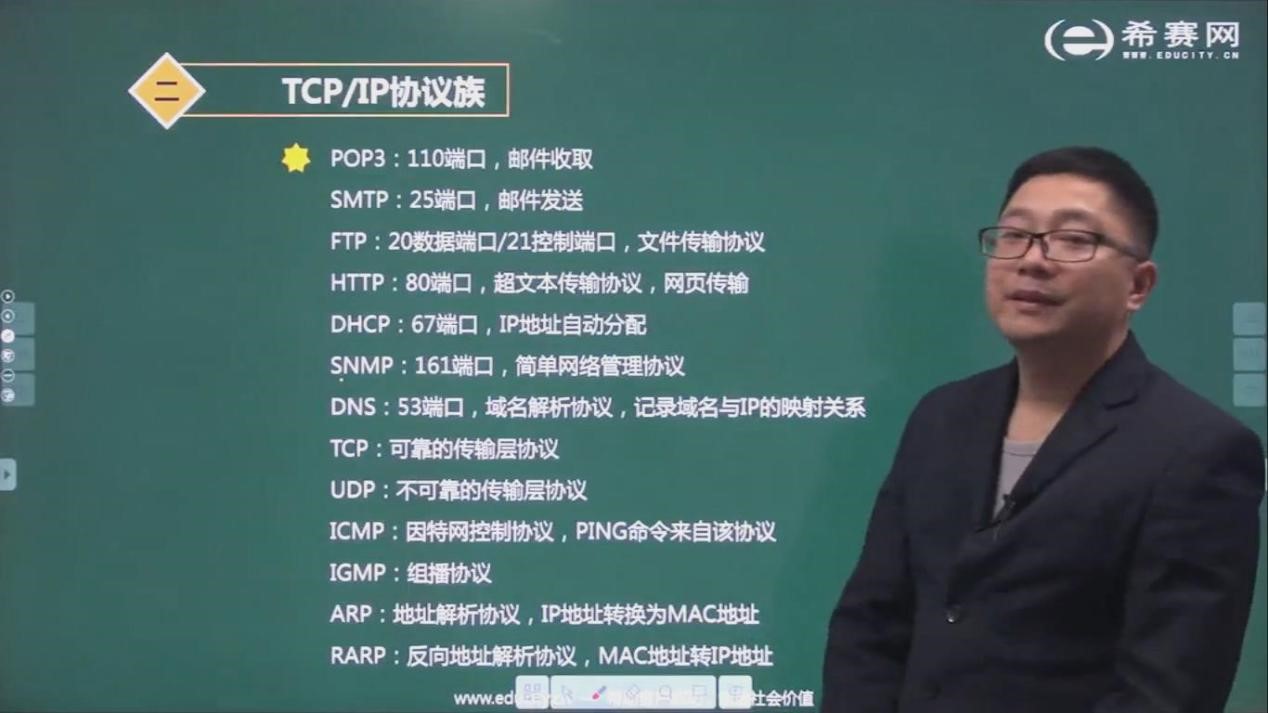 希赛网
WWW.EDUCITY.CN
二
TCP/IP协议族
POP3：110端口，邮件收取
SMTP：25端口，邮件发送
FTP：20数据端口/21控制端口，文件传输协议
HTTP：80端口，超文本传输协议，网页传输
DHCP：67端口，IP地址自动分配
SNMP：161端口，简单网络管理协议
DNS：53端口，域名解析协议，记录域名与IP的映射关系
TCP：可靠的传输层协议
UDP：不可靠的传输层协议
ICMP：因特网控制协议，PING命令来自该协议
IGMP：组播协议
ARP：地址解析协议，IP地址转换为MAC地址
RARP：反向地址解析协议，MAC地址转IP地址
社会价值